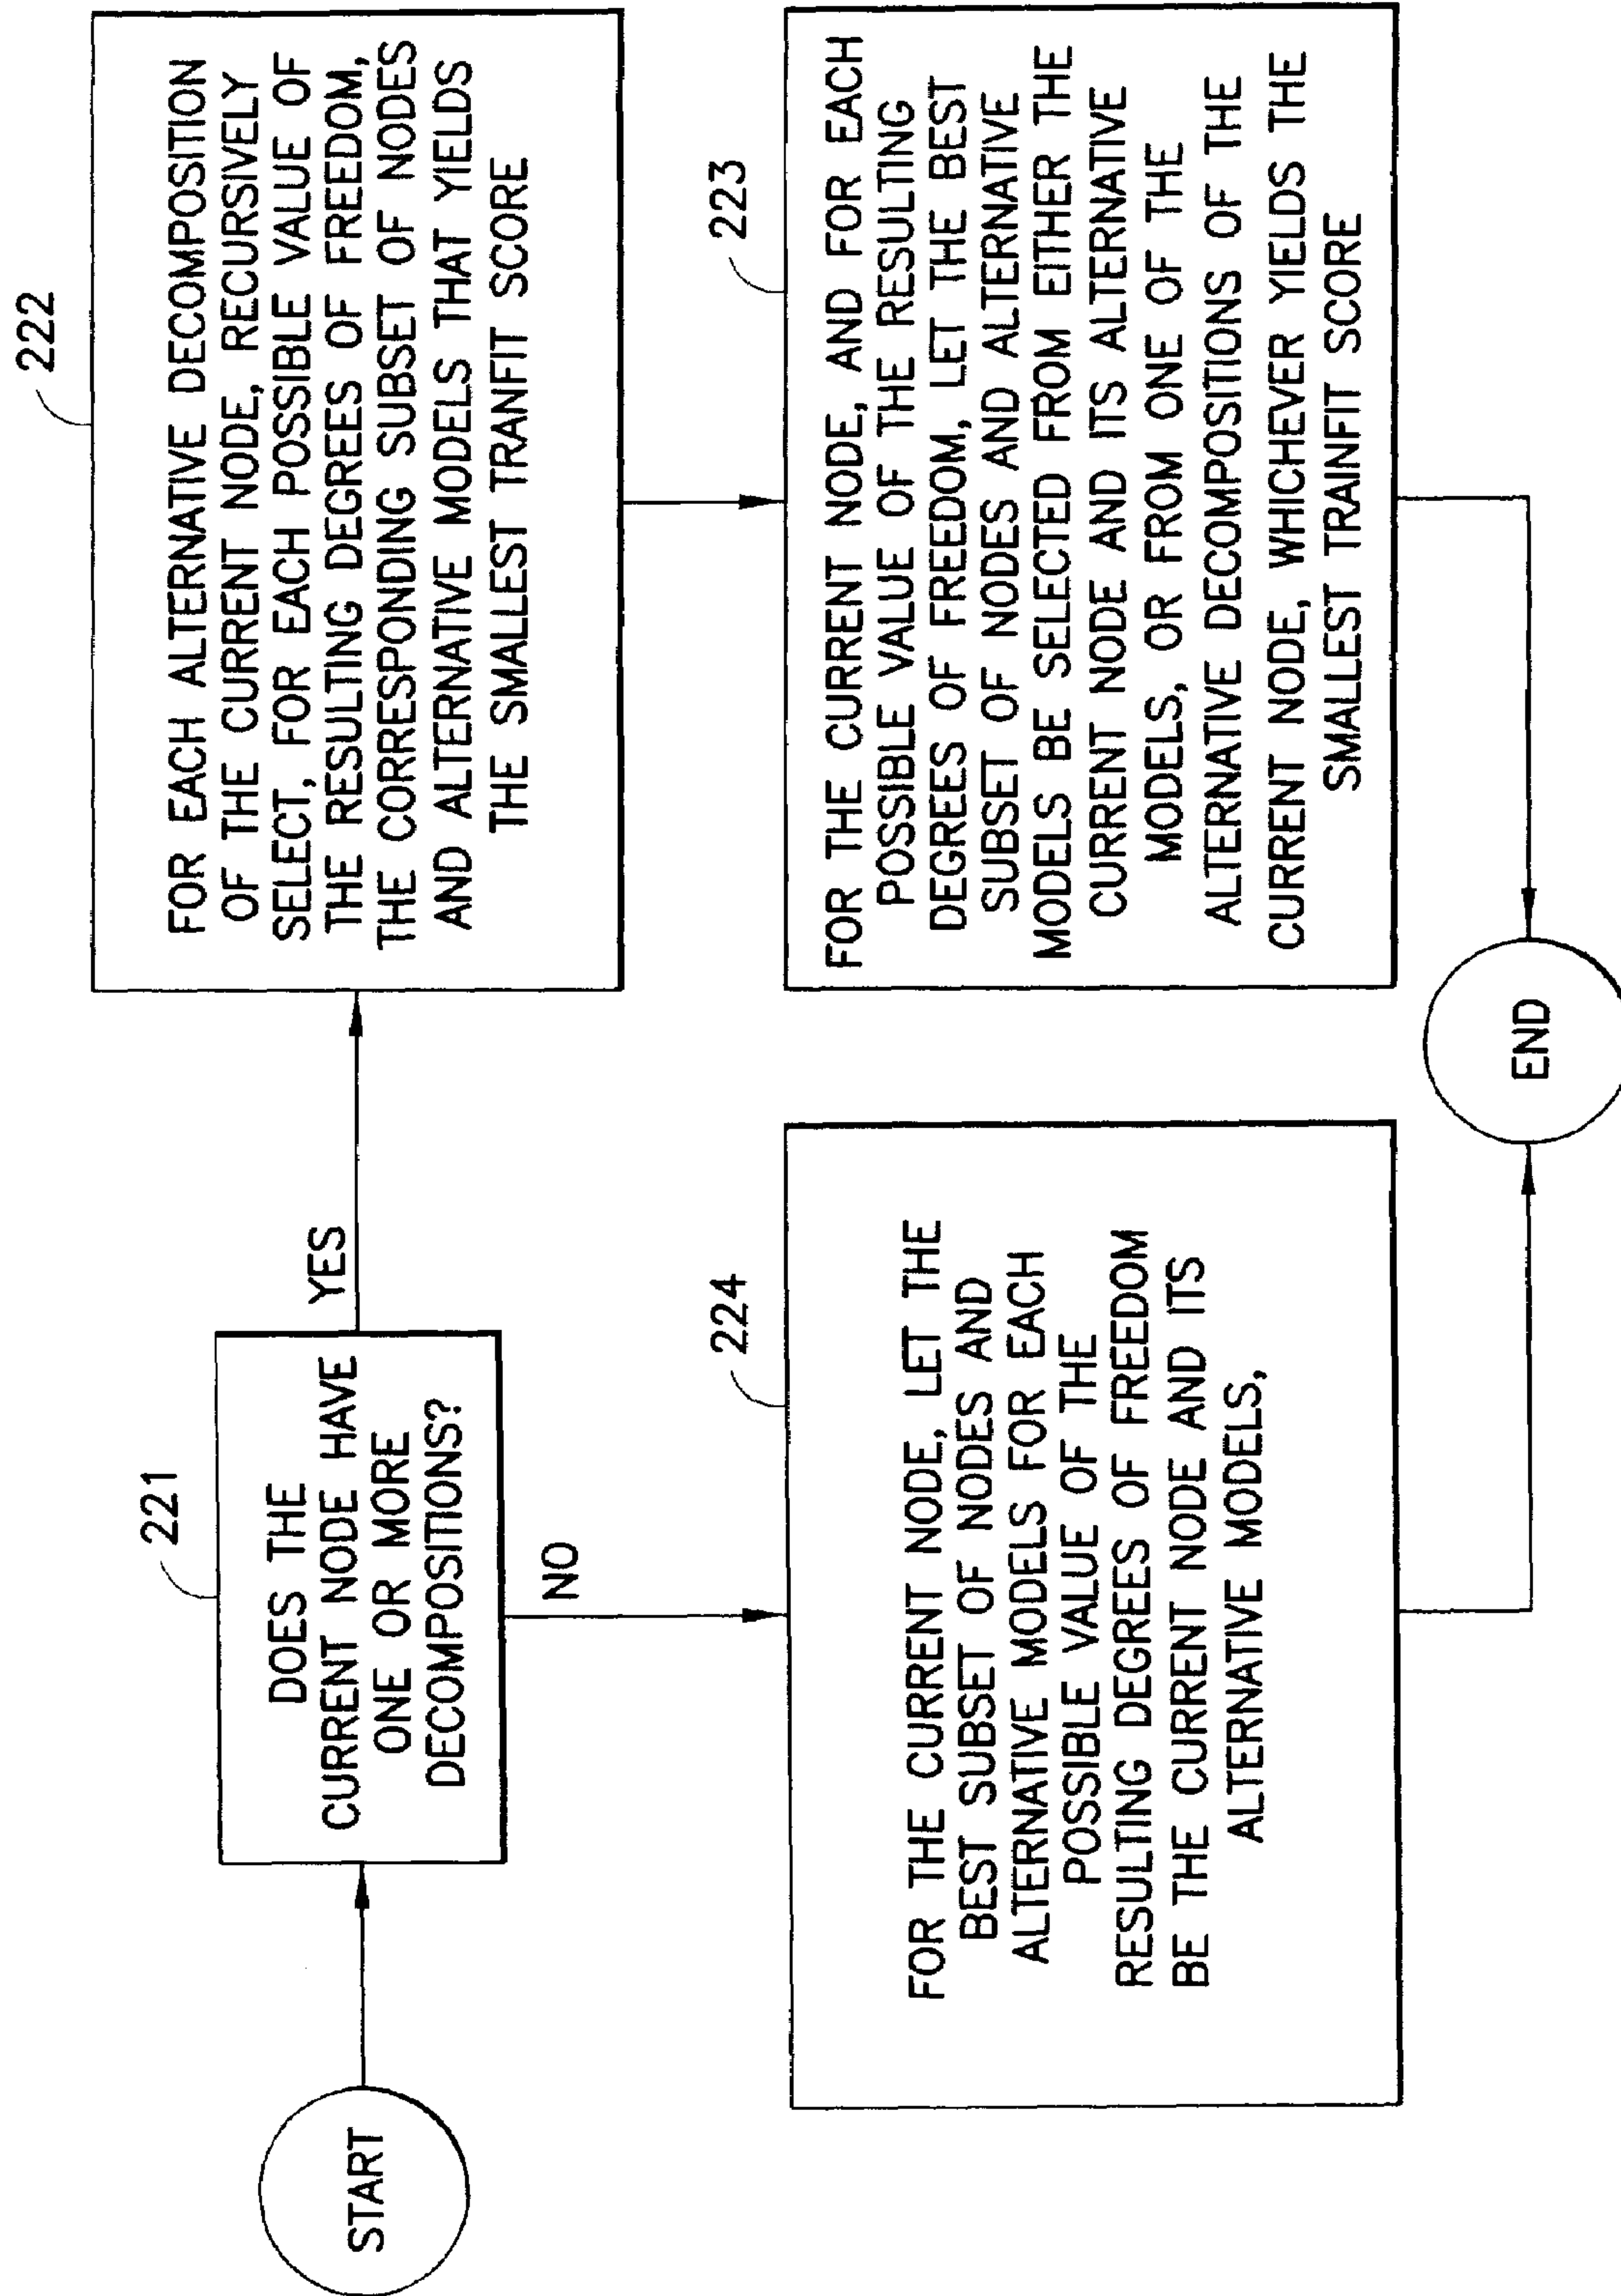 START
221
DOES THE
CURRENT NODE HAVE
ONE OR MORE
DECOMPOSITIONS?
YES
NO
222
FOR EACH ALTERNATIVE DECOMPOSITION
OF THE CURRENT NODE, RECURSIVELY
SELECT, FOR EACH POSSIBLE VALUE OF
THE RESULTING DEGREES OF FREEDOM,
THE CORRESPONDING SUBSET OF NODES
AND ALTERNATIVE MODELS THAT YIELDS
THE SMALLEST TRANFIT SCORE
224
FOR THE CURRENT NODE, LET THE
BEST SUBSET OF NODES AND
ALTERNATIVE MODELS FOR EACH
POSSIBLE VALUE OF THE
RESULTING DEGREES OF FREEDOM
BE THE CURRENT NODE AND ITS
ALTERNATIVE MODELS,
223
FOR THE CURRENT NODE, AND FOR EACH
POSSIBLE VALUE OF THE RESULTING
DEGREES OF FREEDOM, LET THE BEST
SUBSET OF NODES AND ALTERNATIVE
MODELS BE SELECTED FROM EITHER THE
CURRENT NODE AND ITS ALTERNATIVE
MODELS, OR FROM ONE OF THE
ALTERNATIVE DECOMPOSITIONS OF THE
CURRENT NODE, WHICHEVER YIELDS THE
SMALLEST TRAINFIT SCORE
END